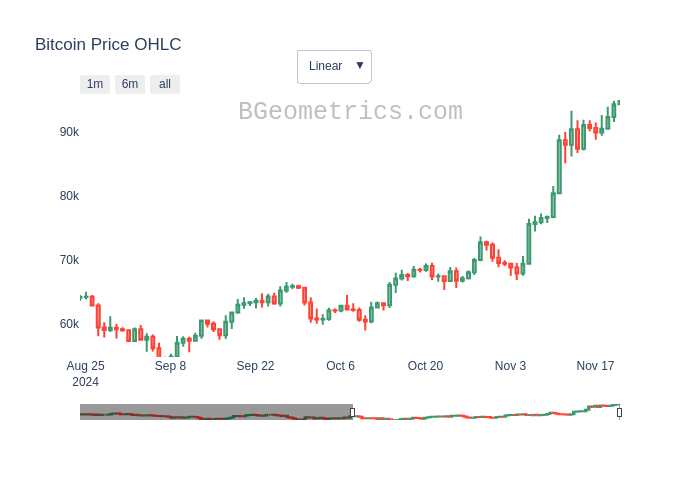 Bitcoin Price OHLC
Linear ▼
1m 6m all
BGeometrics.com
90k
80k
70k
60k
Aug 25 Sep 8 Sep 22 Oct 6 Oct 20 Nov 3 Nov 17
2024